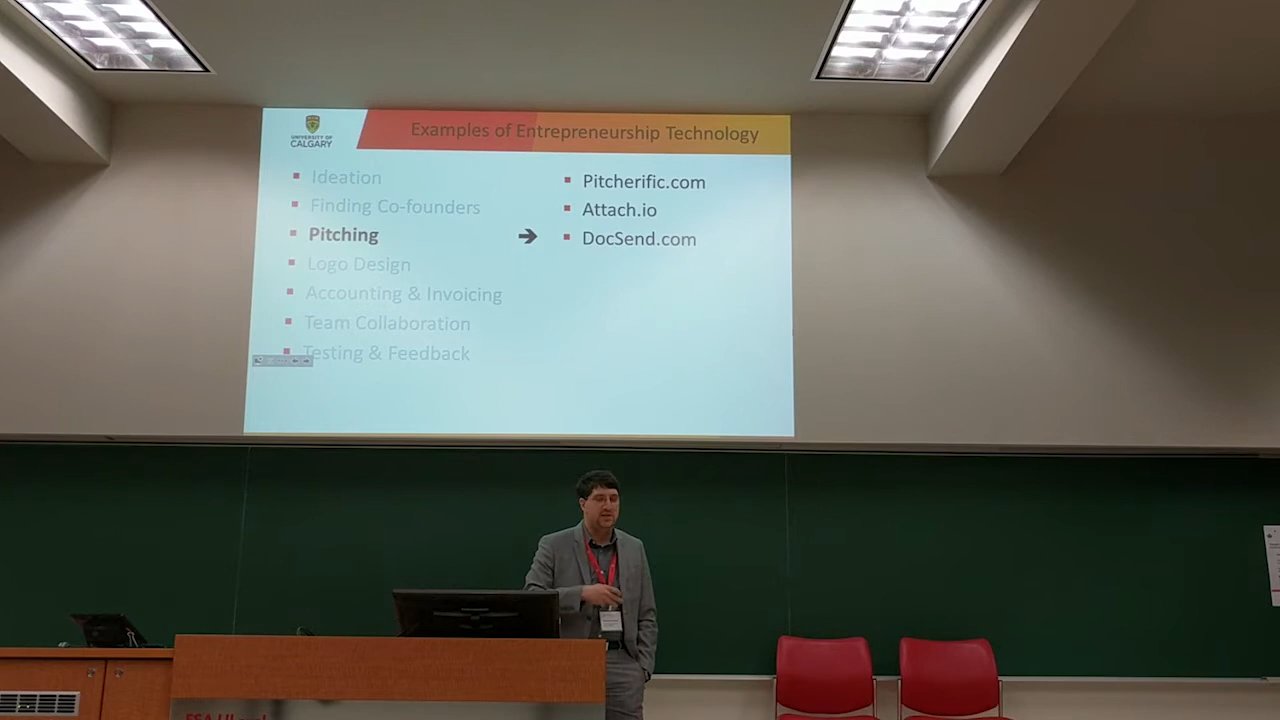 UNIVERSITY OF
CALGARY
Examples of Entrepreneurship Technology
Ideation
Finding Co-founders
Pitching
Logo Design
Accounting & Invoicing
Team Collaboration
Testing & Feedback
➔
Pitcherific.com
Attach.io
DocSend.com